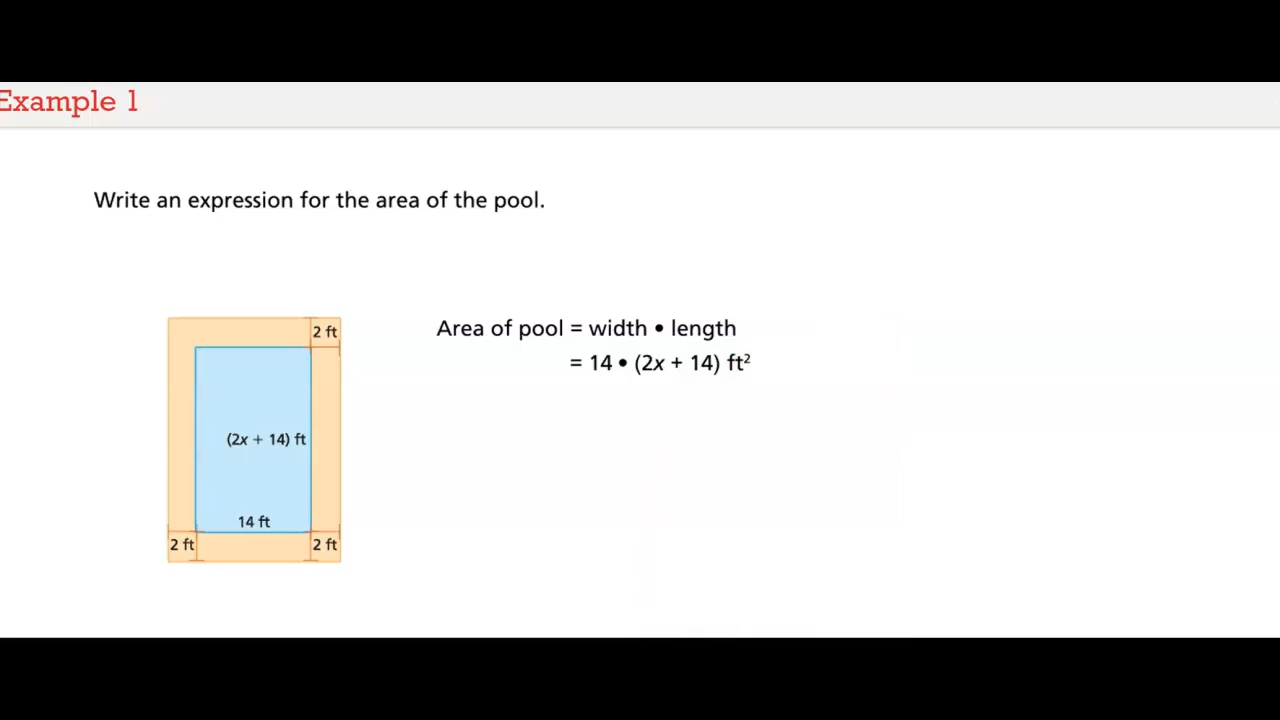 Example 1
Write an expression for the area of the pool.
Area of pool = width • length
= 14 • (2x + 14) ft²
2 ft
(2x + 14) ft
14 ft
2 ft
2 ft